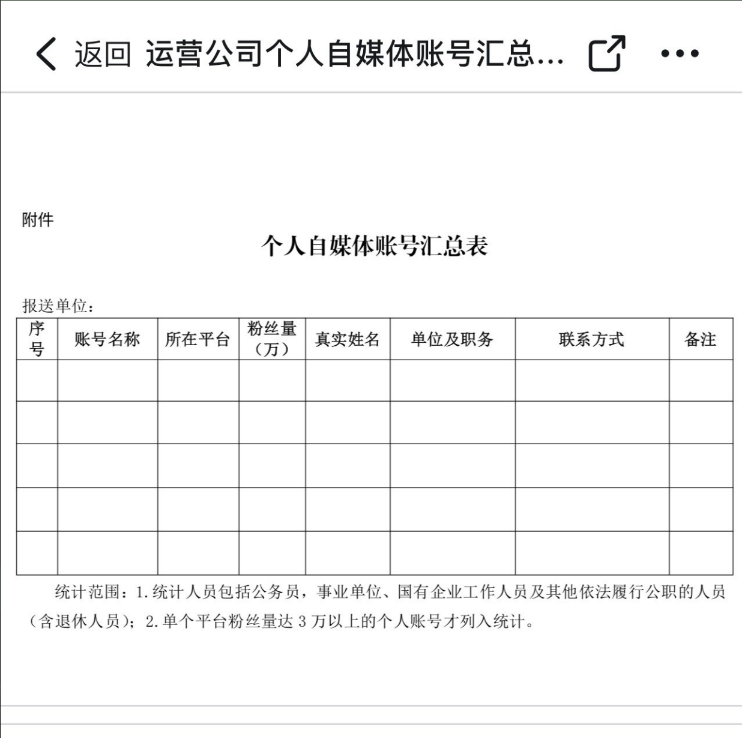 返回 运营公司个人自媒体账号汇总...
附件
个人自媒体账号汇总表
报送单位：
序号 账号名称 所在平台 粉丝量（万） 真实姓名 单位及职务 联系方式 备注
统计范围：1.统计人员包括公务员，事业单位、国有企业工作人员及其他依法履行公职的人员
（含退休人员）；2.单个平台粉丝量达 3 万以上的个人账号才列入统计。